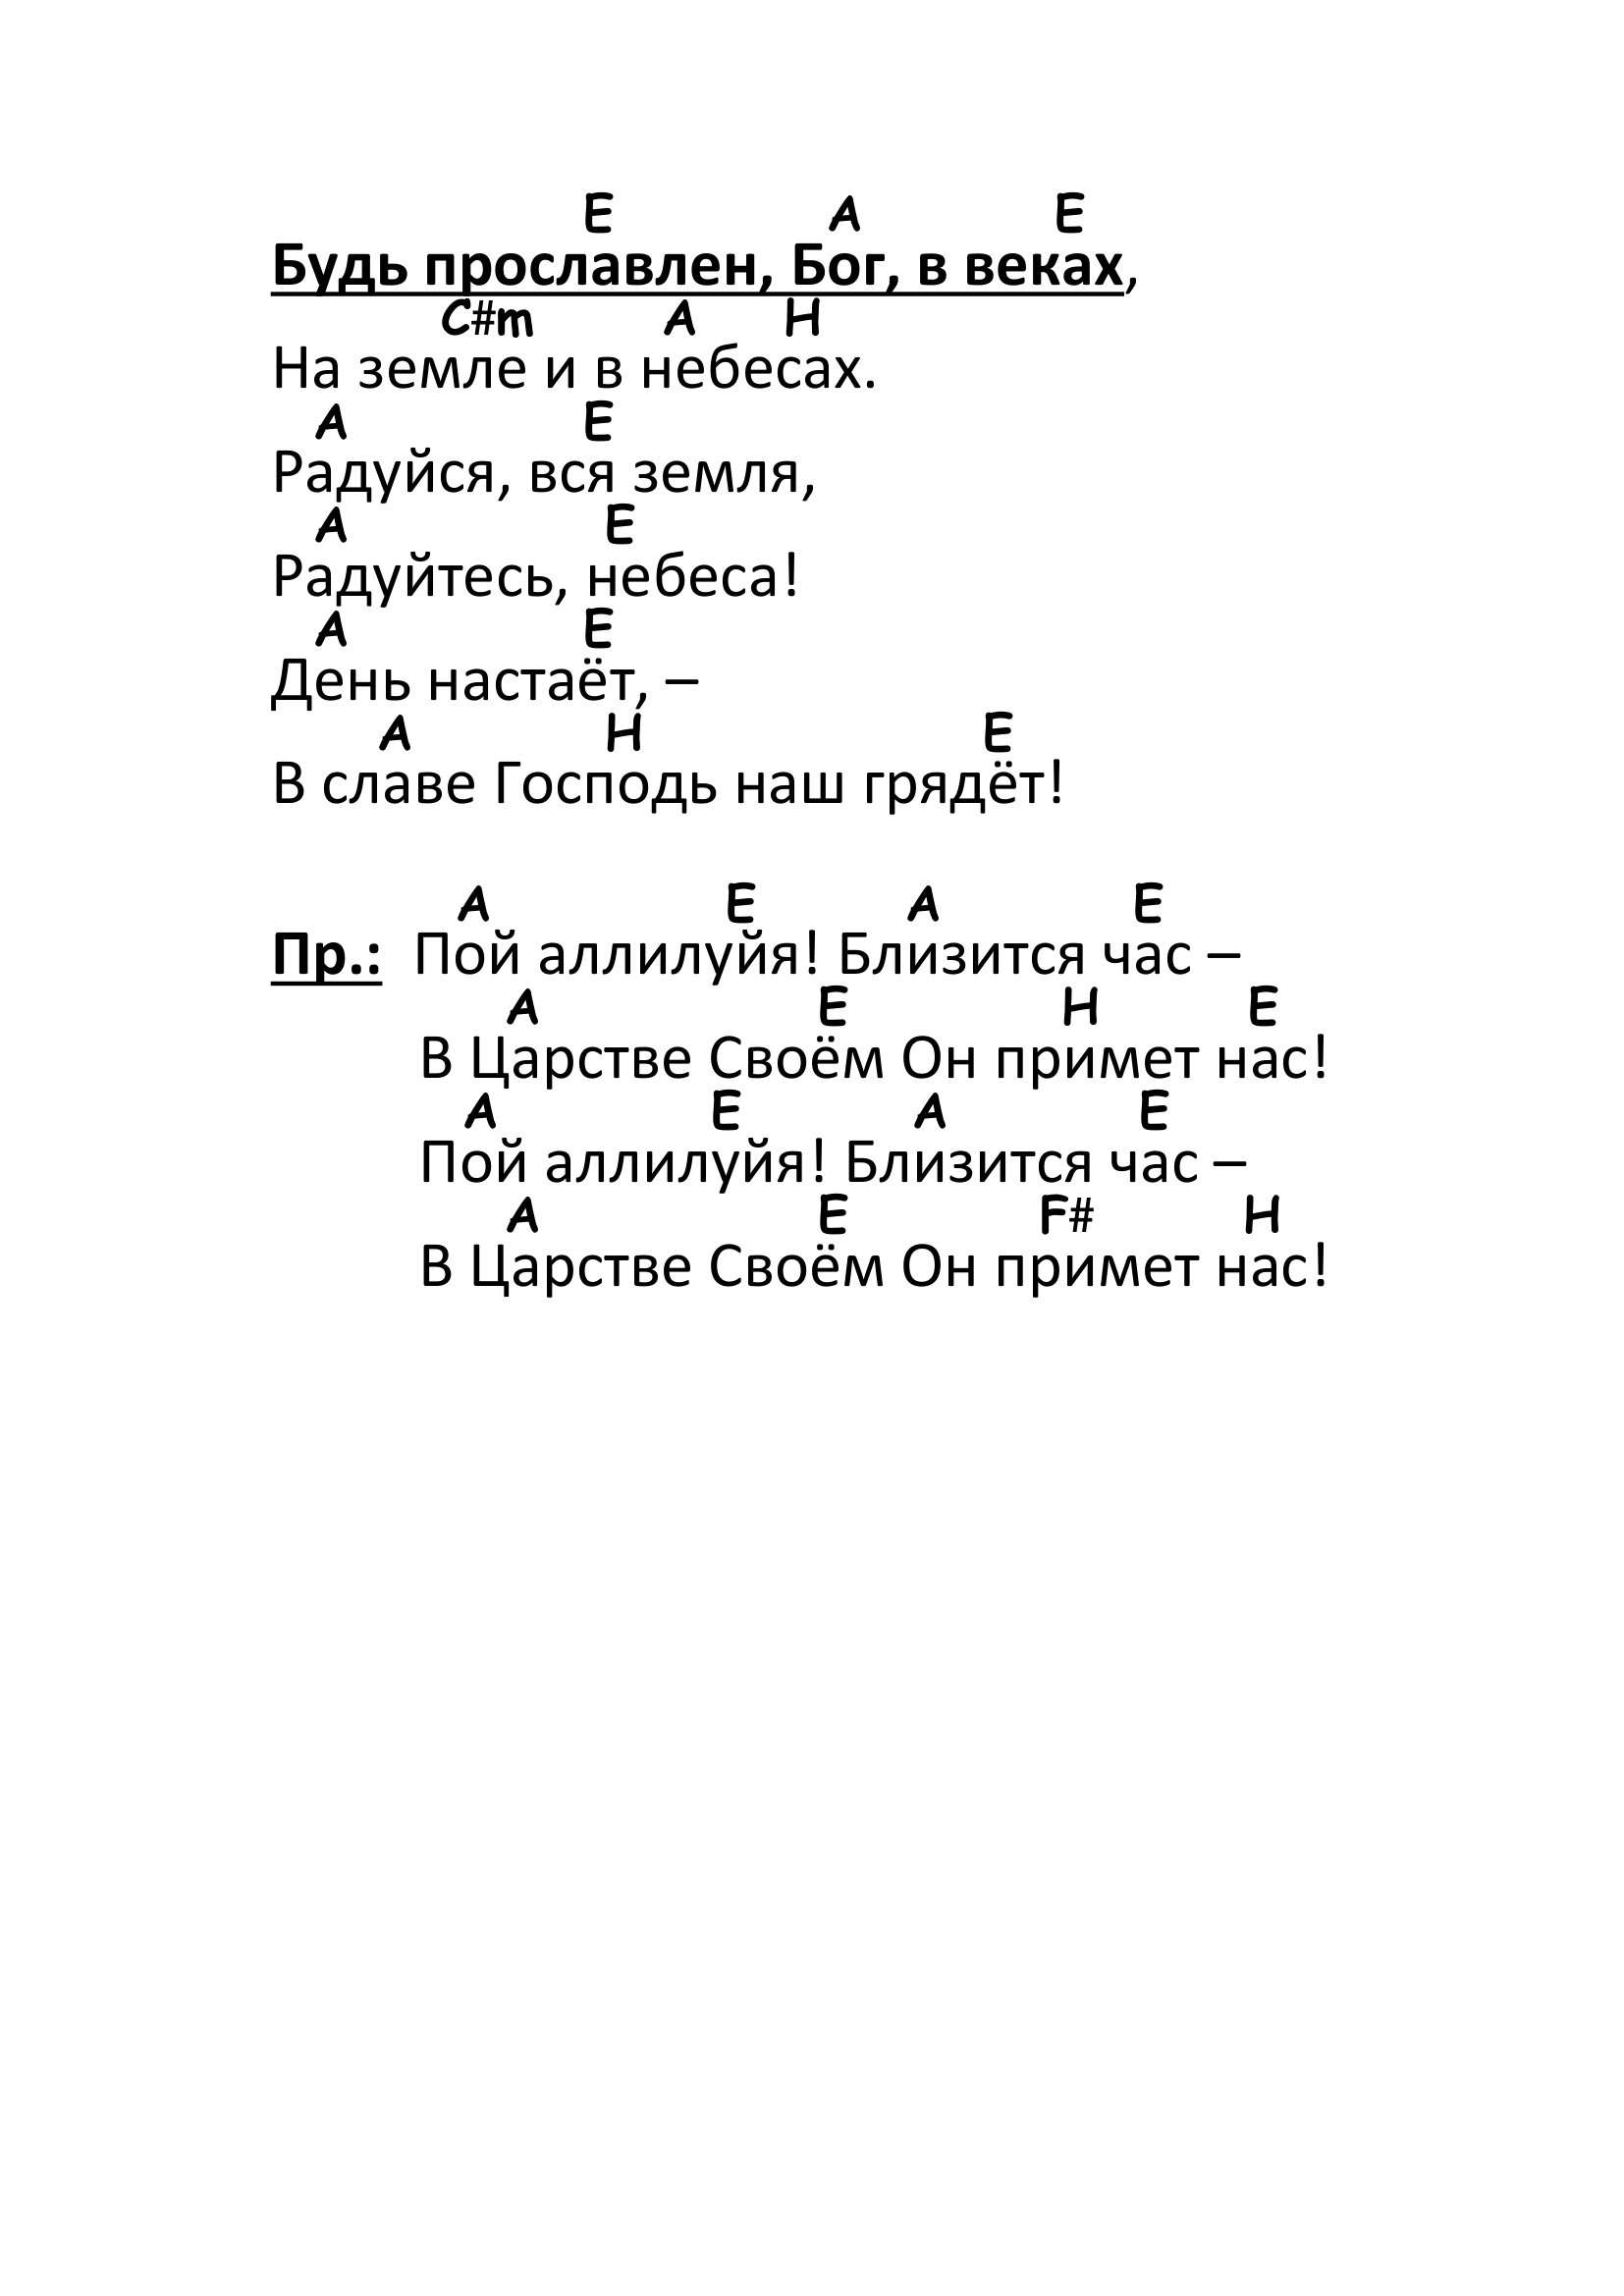 E A E
Будь прославлен, Бог, в веках,
C#m A H
На земле и в небесах.
A E
Радуйся, вся земля,
A E
Радуйтесь, небеса!
A E
День настаёт, –
A H E
В славе Господь наш грядёт!
A E A E
Пр.: Пой аллилуйя! Близится час –
A E H E
В Царстве Своём Он примет нас!
A E A E
Пой аллилуйя! Близится час –
A E F# H
В Царстве Своём Он примет нас!